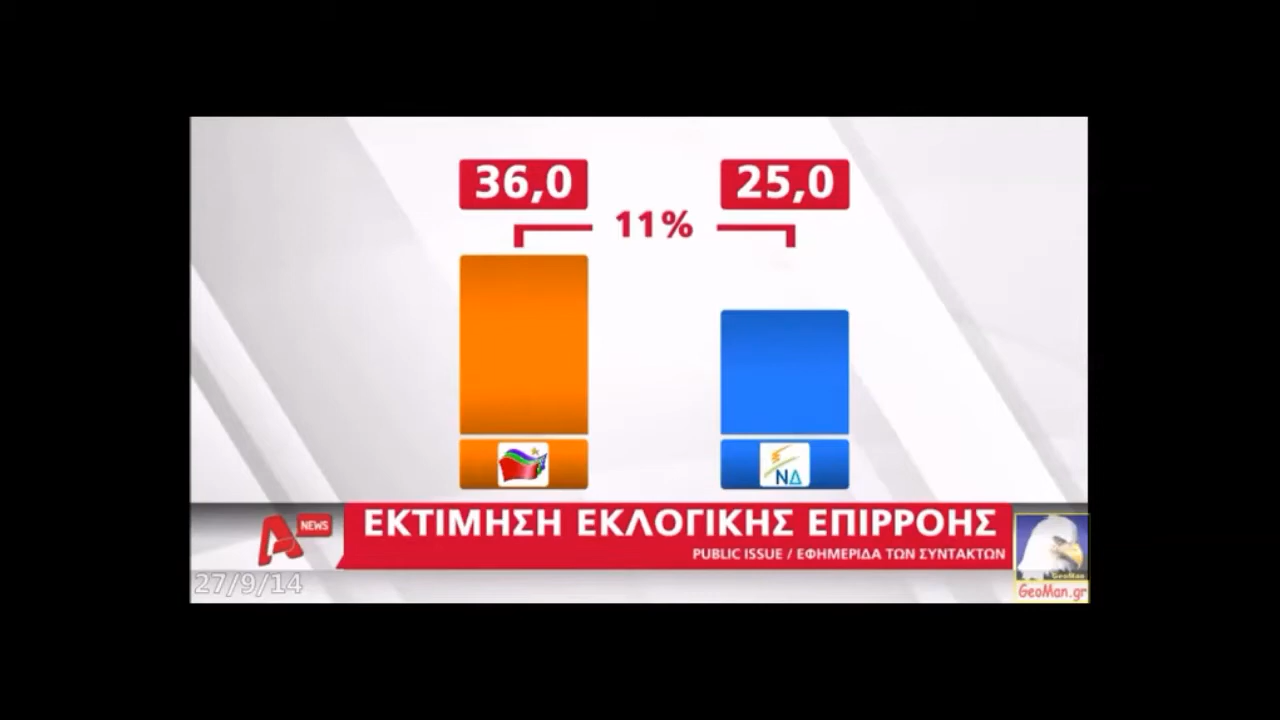 36,0
25,0
11%
ΝΔ
ΕΚΤΙΜΗΣΗ ΕΚΛΟΓΙΚΗΣ ΕΠΙΡΡΟΗΣ
PUBLIC ISSUE / ΕΦΗΜΕΡΙΔΑ ΤΩΝ ΣΥΝΤΑΚΤΩΝ
A NEWS
27/9/14
GeoMan
GeoMan.gr